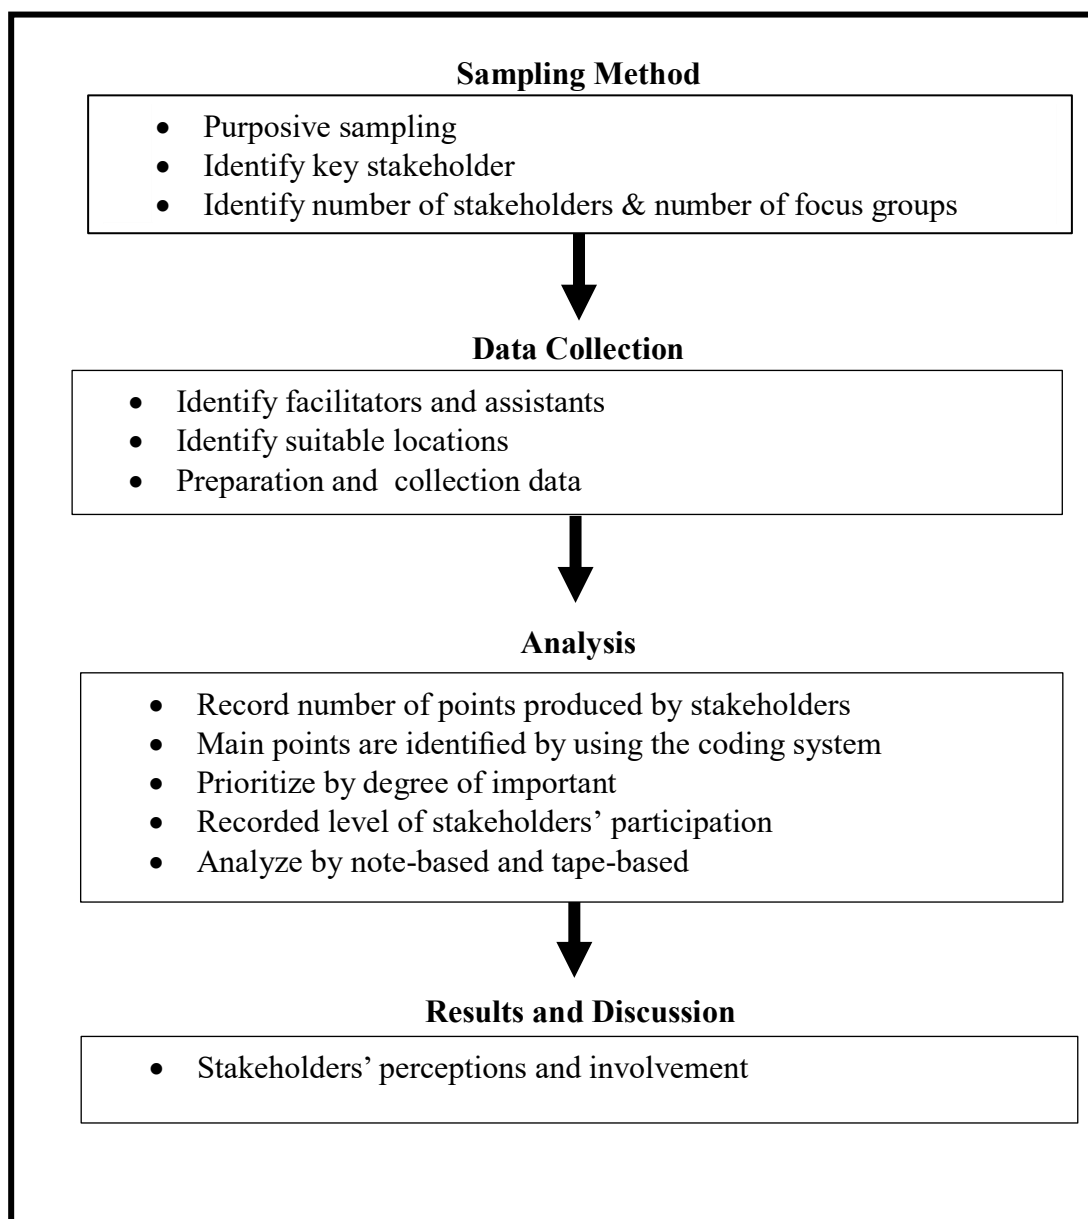 Sampling Method
• Purposive sampling
• Identify key stakeholder
• Identify number of stakeholders & number of focus groups
Data Collection
• Identify facilitators and assistants
• Identify suitable locations
• Preparation and  collection data
Analysis
• Record number of points produced by stakeholders
• Main points are identified by using the coding system
• Prioritize by degree of important
• Recorded level of stakeholders’ participation
• Analyze by note-based and tape-based
Results and Discussion
• Stakeholders’ perceptions and involvement